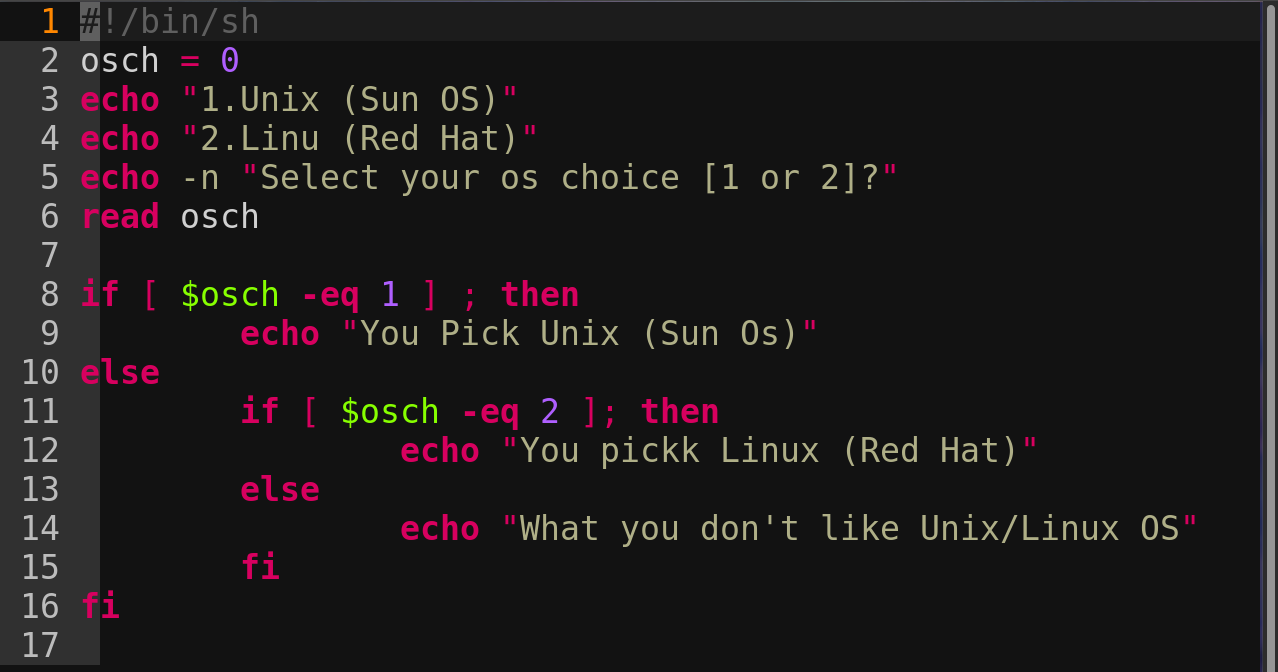 1 #!/bin/sh
2 osch = 0
3 echo "1.Unix (Sun OS)"
4 echo "2.Linu (Red Hat)"
5 echo -n "Select your os choice [1 or 2]?"
6 read osch
7
8 if [ $osch -eq 1 ] ; then
9         echo "You Pick Unix (Sun Os)"
10 else
11         if [ $osch -eq 2 ]; then
12                 echo "You pickk Linux (Red Hat)"
13         else
14                 echo "What you don't like Unix/Linux OS"
15         fi
16 fi
17